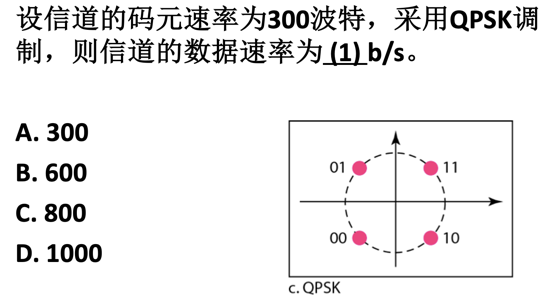 设信道的码元速率为300波特，采用QPSK调
制，则信道的数据速率为 (1) b/s。
A. 300
B. 600
C. 800
D. 1000
01 11
00 10
c. QPSK